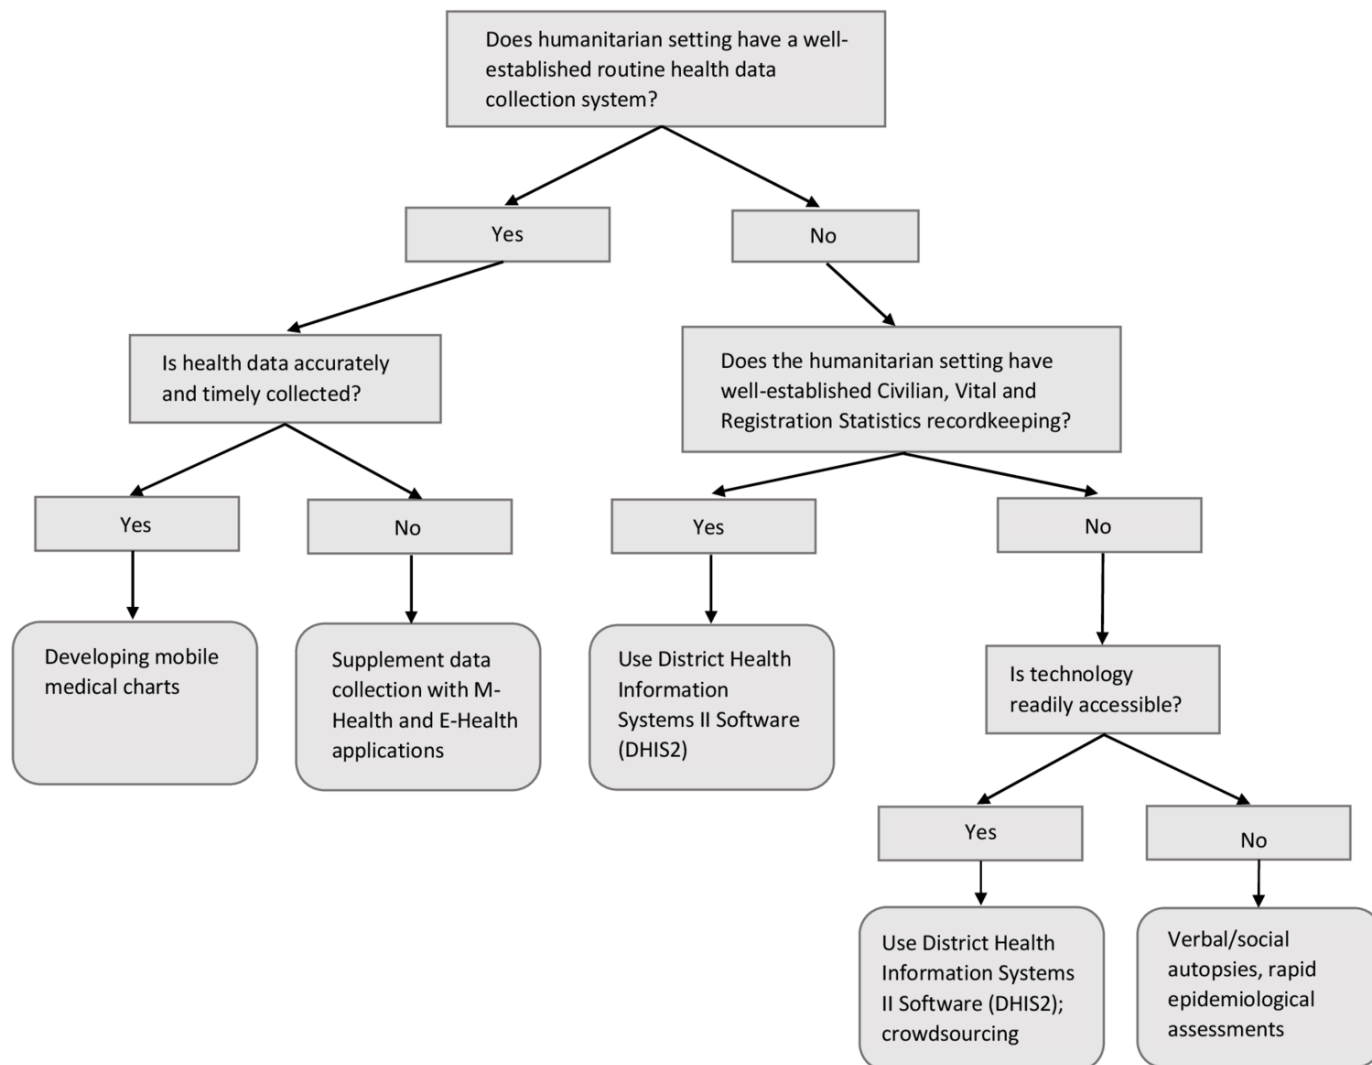 Does humanitarian setting have a well-
established routine health data
collection system?
Yes
No
Is health data accurately
and timely collected?
Does the humanitarian setting have
well-established Civilian, Vital and
Registration Statistics recordkeeping?
Yes
No
Yes
No
Developing mobile
medical charts
Supplement data
collection with M-
Health and E-Health
applications
Use District Health
Information
Systems II Software
(DHIS2)
Is technology
readily accessible?
Yes
No
Use District Health
Information Systems
II Software (DHIS2);
crowdsourcing
Verbal/social
autopsies, rapid
epidemiological
assessments